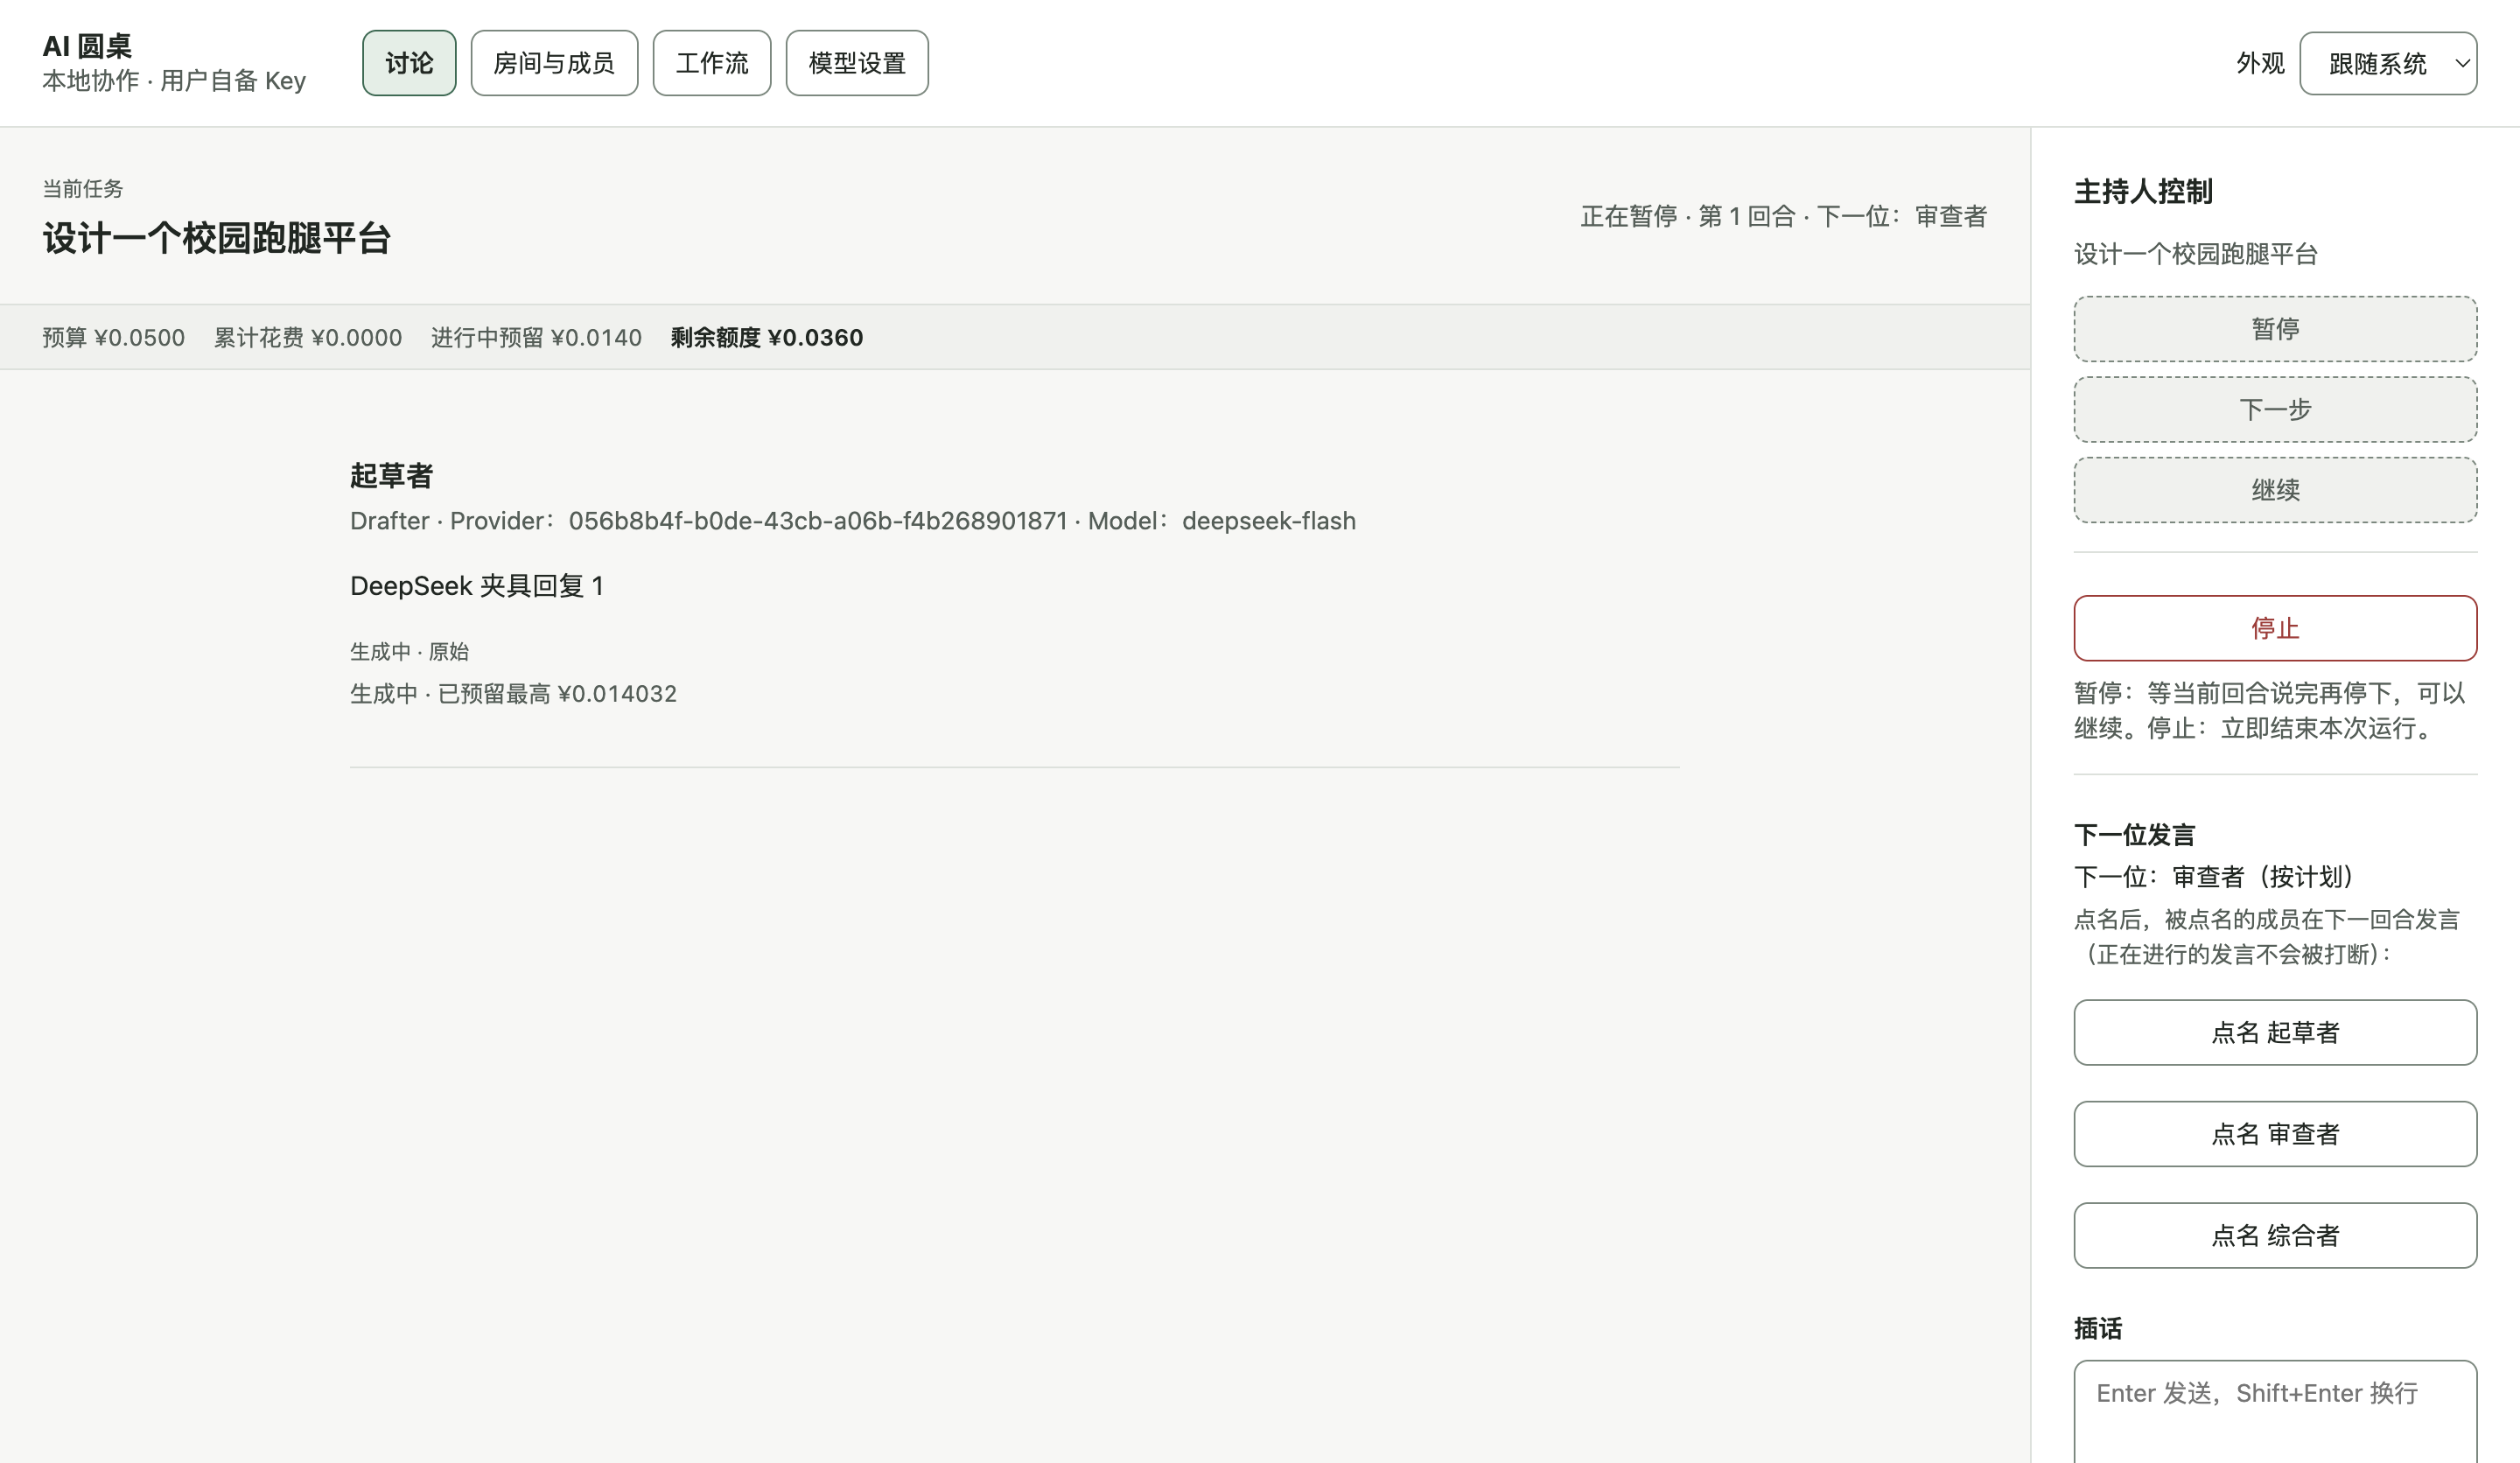 AI 圆桌
本地协作 · 用户自备 Key
讨论
房间与成员
工作流
模型设置
外观
跟随系统
当前任务
设计一个校园跑腿平台
正在暂停 · 第 1 回合 · 下一位：审查者
预算 ¥0.0500 累计花费 ¥0.0000 进行中预留 ¥0.0140 剩余额度 ¥0.0360
起草者
Drafter · Provider：056b8b4f-b0de-43cb-a06b-f4b268901871 · Model：deepseek-flash
DeepSeek 夹具回复 1
生成中 · 原始
生成中 · 已预留最高 ¥0.014032
主持人控制
设计一个校园跑腿平台
暂停
下一步
继续
停止
暂停：等当前回合说完再停下，可以
继续。停止：立即结束本次运行。
下一位发言
下一位：审查者（按计划）
点名后，被点名的成员在下一回合发言
（正在进行的发言不会被打断）：
点名 起草者
点名 审查者
点名 综合者
插话
Enter 发送，Shift+Enter 换行